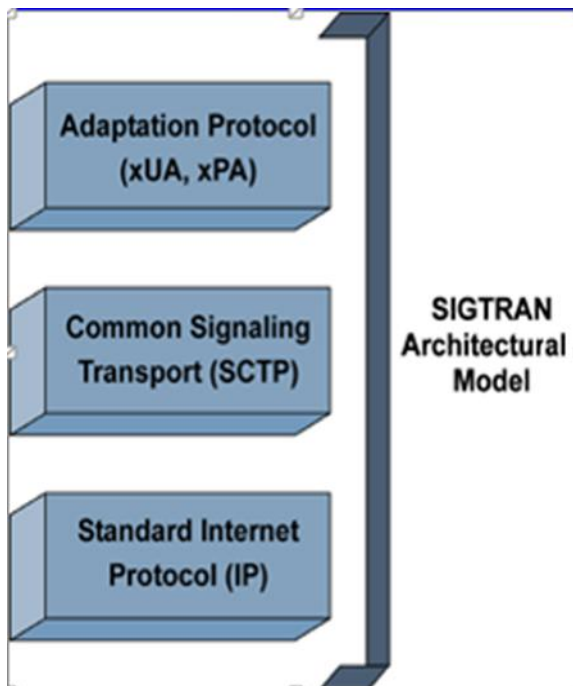 Adaptation Protocol
(xUA, xPA)
Common Signaling
Transport (SCTP)
Standard Internet
Protocol (IP)
SIGTRAN
Architectural
Model